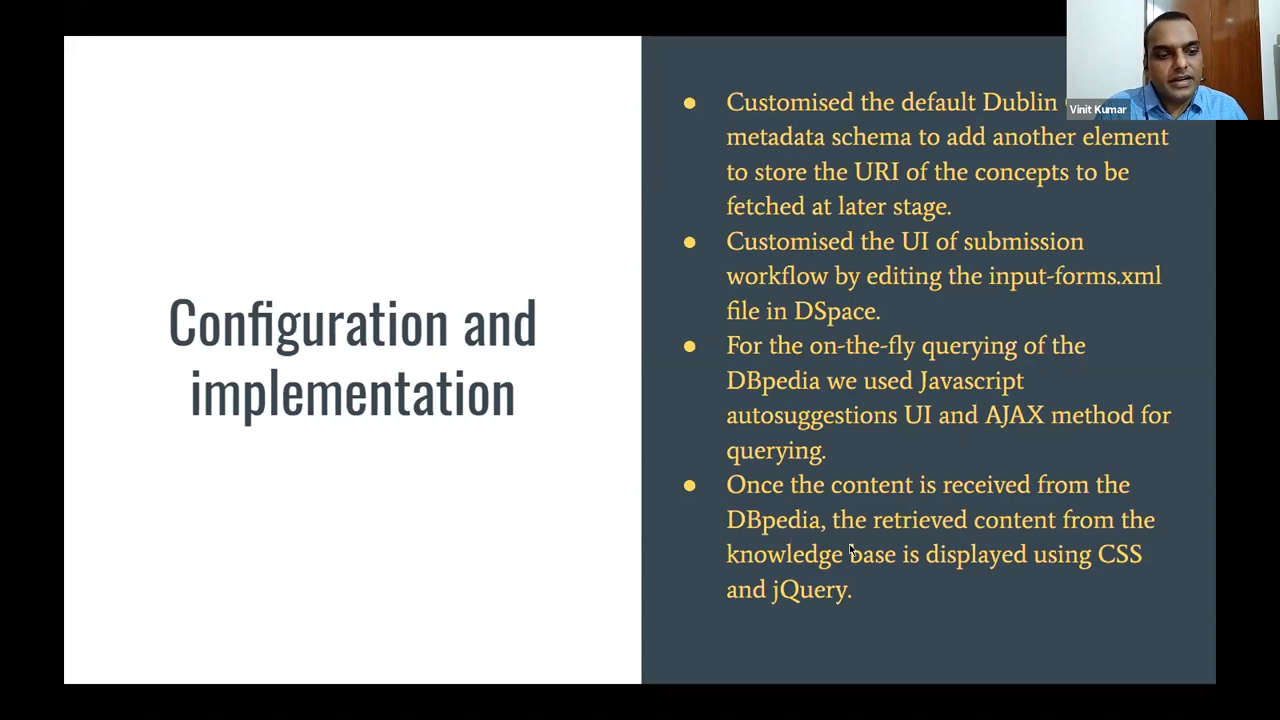 Vinit Kumar
Configuration and
implementation
● Customised the default Dublin
metadata schema to add another element
to store the URI of the concepts to be
fetched at later stage.
● Customised the UI of submission
workflow by editing the input-forms.xml
file in DSpace.
● For the on-the-fly querying of the
DBpedia we used Javascript
autosuggestions UI and AJAX method for
querying.
● Once the content is received from the
DBpedia, the retrieved content from the
knowledge base is displayed using CSS
and jQuery.